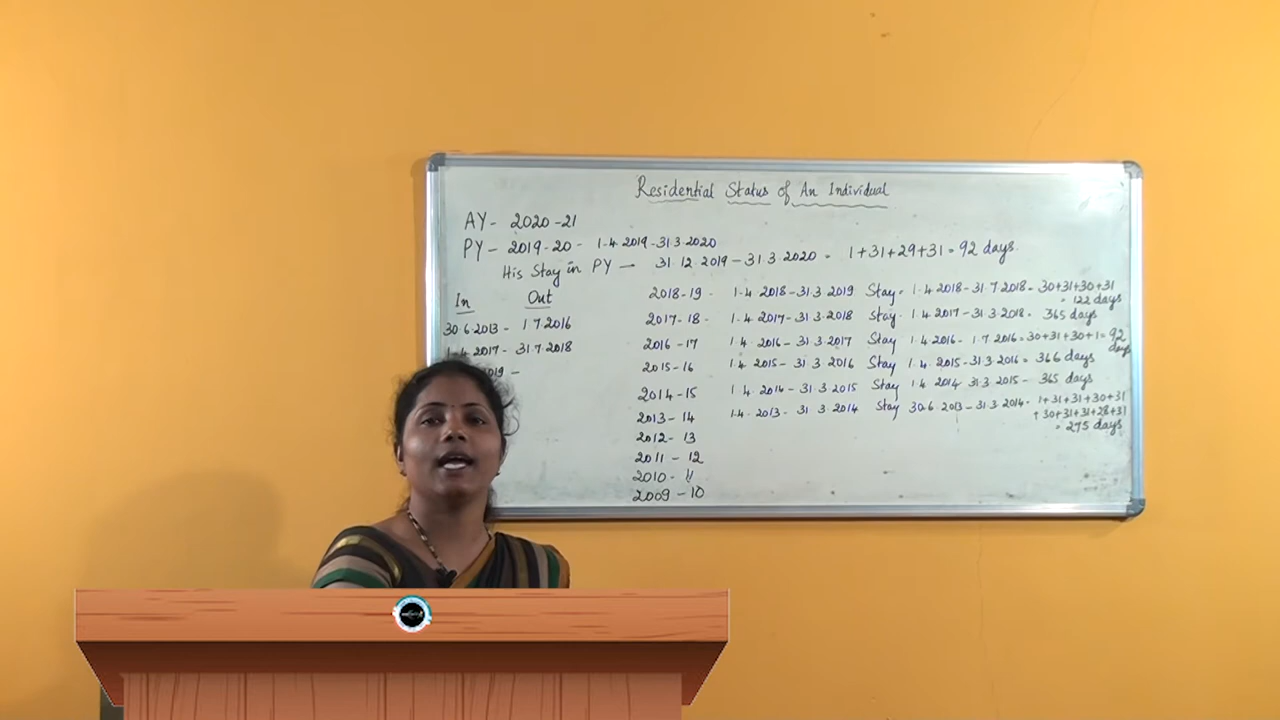 Residential Status of An Individual
AY- 2020-21
PY- 2019-20 - 1.4.2019-31.3.2020
His Stay in PY — 31.12.2019-31.3.2020 = 1+31+29+31 = 92 days.
In Out
30.6.2013 - 1.7.2016
1.4.2017 - 31.7.2018
2019 -
2018-19 - 1.4.2018-31.3.2019 Stay = 1.4.2018-31.7.2018 = 30+31+30+31
= 122 days
2017-18 - 1.4.2017-31.3.2018 Stay - 1.4.2017-31.3.2018 = 365 days
2016-17 1.4.2016-31.3.2017 Stay 1.4.2016- 1.7.2016 = 30+31+30+1 = 92
days
2015-16 1.4.2015-31.3.2016 Stay 1.4.2015-31.3.2016 = 366 days
2014-15 1.4.2014-31.3.2015 Stay 1.4.2014 31.3.2015 - 365 days
2013-14 1.4.2013- 31.3.2014 Stay 30.6.2013-31.3.2014 - 1+31+31+30+31
+30+31+31+28+31
= 275 days
2012-13
2011-12
2010-11
2009-10